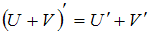 (U + V)′ = U′ + V′